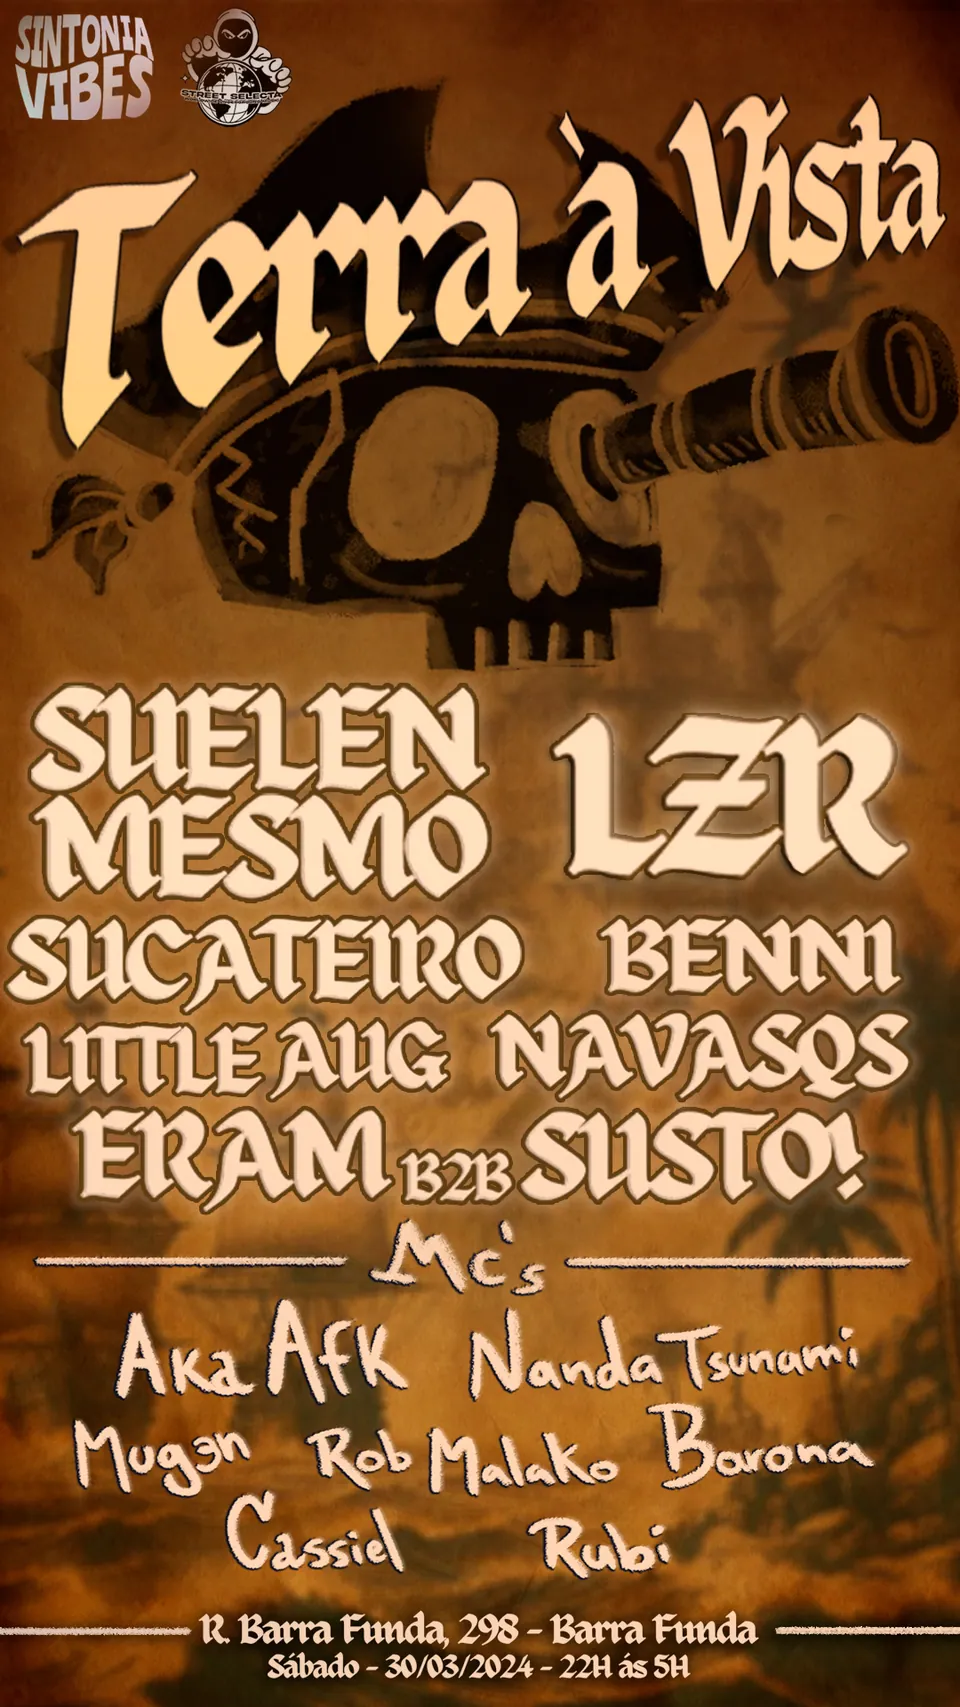 SINTONIA
VIBES
STREET SELECTA
Terra à Vista
SUELEN
MESMO
LZR
SUCATEIRO BENNI
LITTLE AUG NAVASQS
ERAM B2B SUSTO!
Mc's
Aka AfK Nanda Tsunami
Mug3n Rob Malako Borona
Cassiel Rubi
R. Barra Funda, 298 - Barra Funda
Sábado - 30/03/2024 - 22H ás 5H